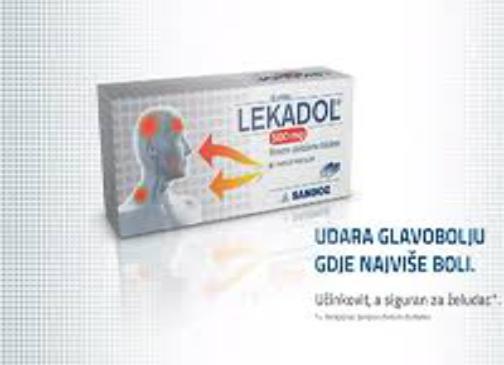 LEKADOL®
500 mg
SANDOZ
UDARA GLAVOBOLJU
GDJE NAJVIŠE BOLI.
Učinkovit, a siguran za želudac*.